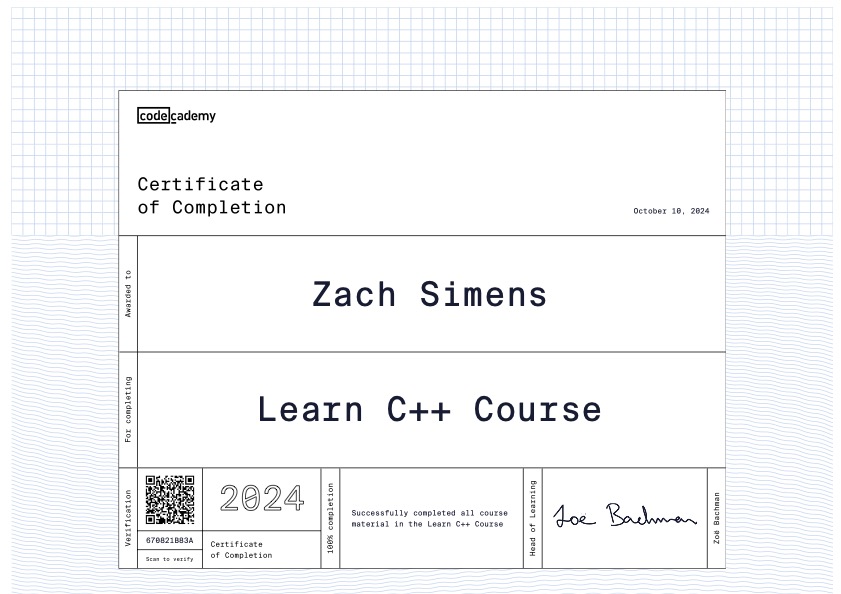 codecademy
Certificate
of Completion
October 10, 2024
Awarded to
Zach Simens
For completing
Learn C++ Course
Verification
670821B83A
Scan to verify
2024
Certificate
of Completion
100% completion
Successfully completed all course
material in the Learn C++ Course
Head of Learning
Zoë Bachman
Zoë Bachman